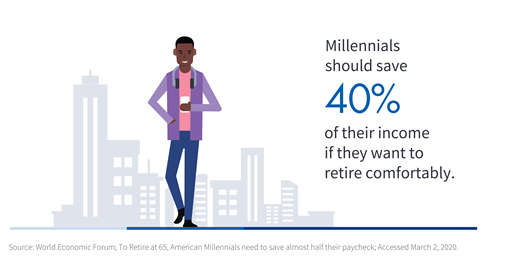 Millennials
should save
40%
of their income
if they want to
retire comfortably.
Source: World Economic Forum; To Retire at 65, American Millennials need to save almost half their paycheck; Accessed March 2, 2020.